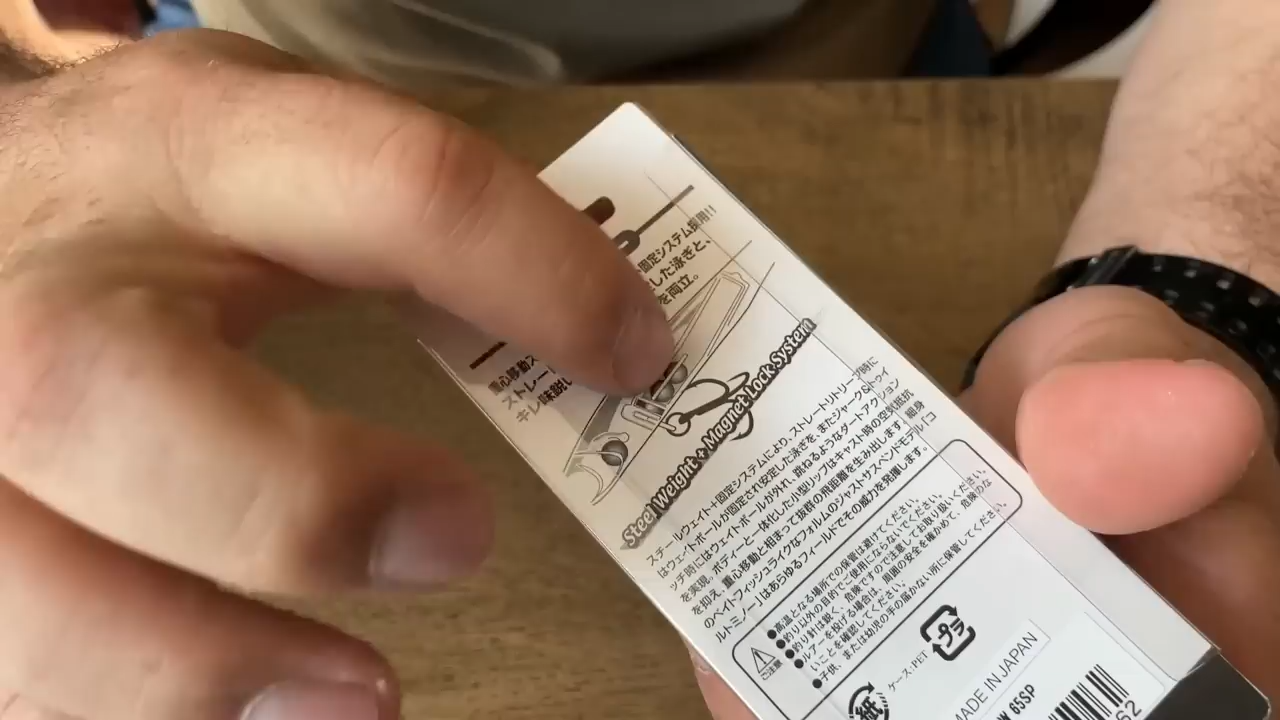 固定システム採用!!
した泳ぎと、
を両立。
重心移動ス
ストレート
キレ味鋭い
Steel Weight + Magnet Lock System
スチールウェイト+固定システムにより、ストレートリトリーブ時に
はウェイトボールが固定され安定した泳ぎを、またジャーク&トゥイ
ッチ時にはウェイトボールが外れ、跳ねるようなダートアクション
を実現。ボディーと一体化した小型リップはキャスト時の空気抵抗
を抑え、重心移動と相まって抜群の飛距離を生み出します。細身
のベイトフィッシュライクなフォルムのジャストサスペンドモデル「コ
ルトミノー」はあらゆるフィールドでその威力を発揮します。
ご注意
●高温となる場所での保管は避けてください。
●釣り以外の目的でご使用にならないでください。
●釣り針は鋭く、危険ですので注意してお取り扱いください。
●ルアーを投げる場合は、周囲の安全を確かめて、危険のな
いことを確認してください。
●子供、または幼児の手の届かない所に保管してください。
プラ
ケース:PET
紙
MADE IN JAPAN
65SP